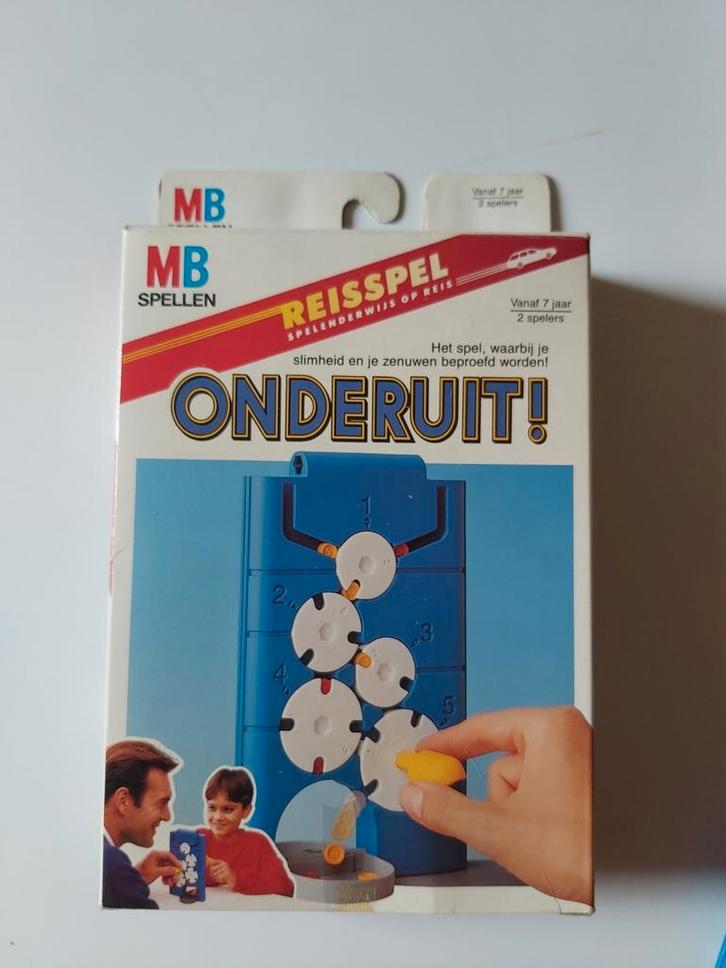 MB
Vanaf 7 jaar
2 spelers
MB
SPELLEN
REISSPEL
SPELENDERWIJS OP REIS
Vanaf 7 jaar
2 spelers
Het spel, waarbij je
slimheid en je zenuwen beproefd worden!
ONDERUIT!
1
2
3
4
5